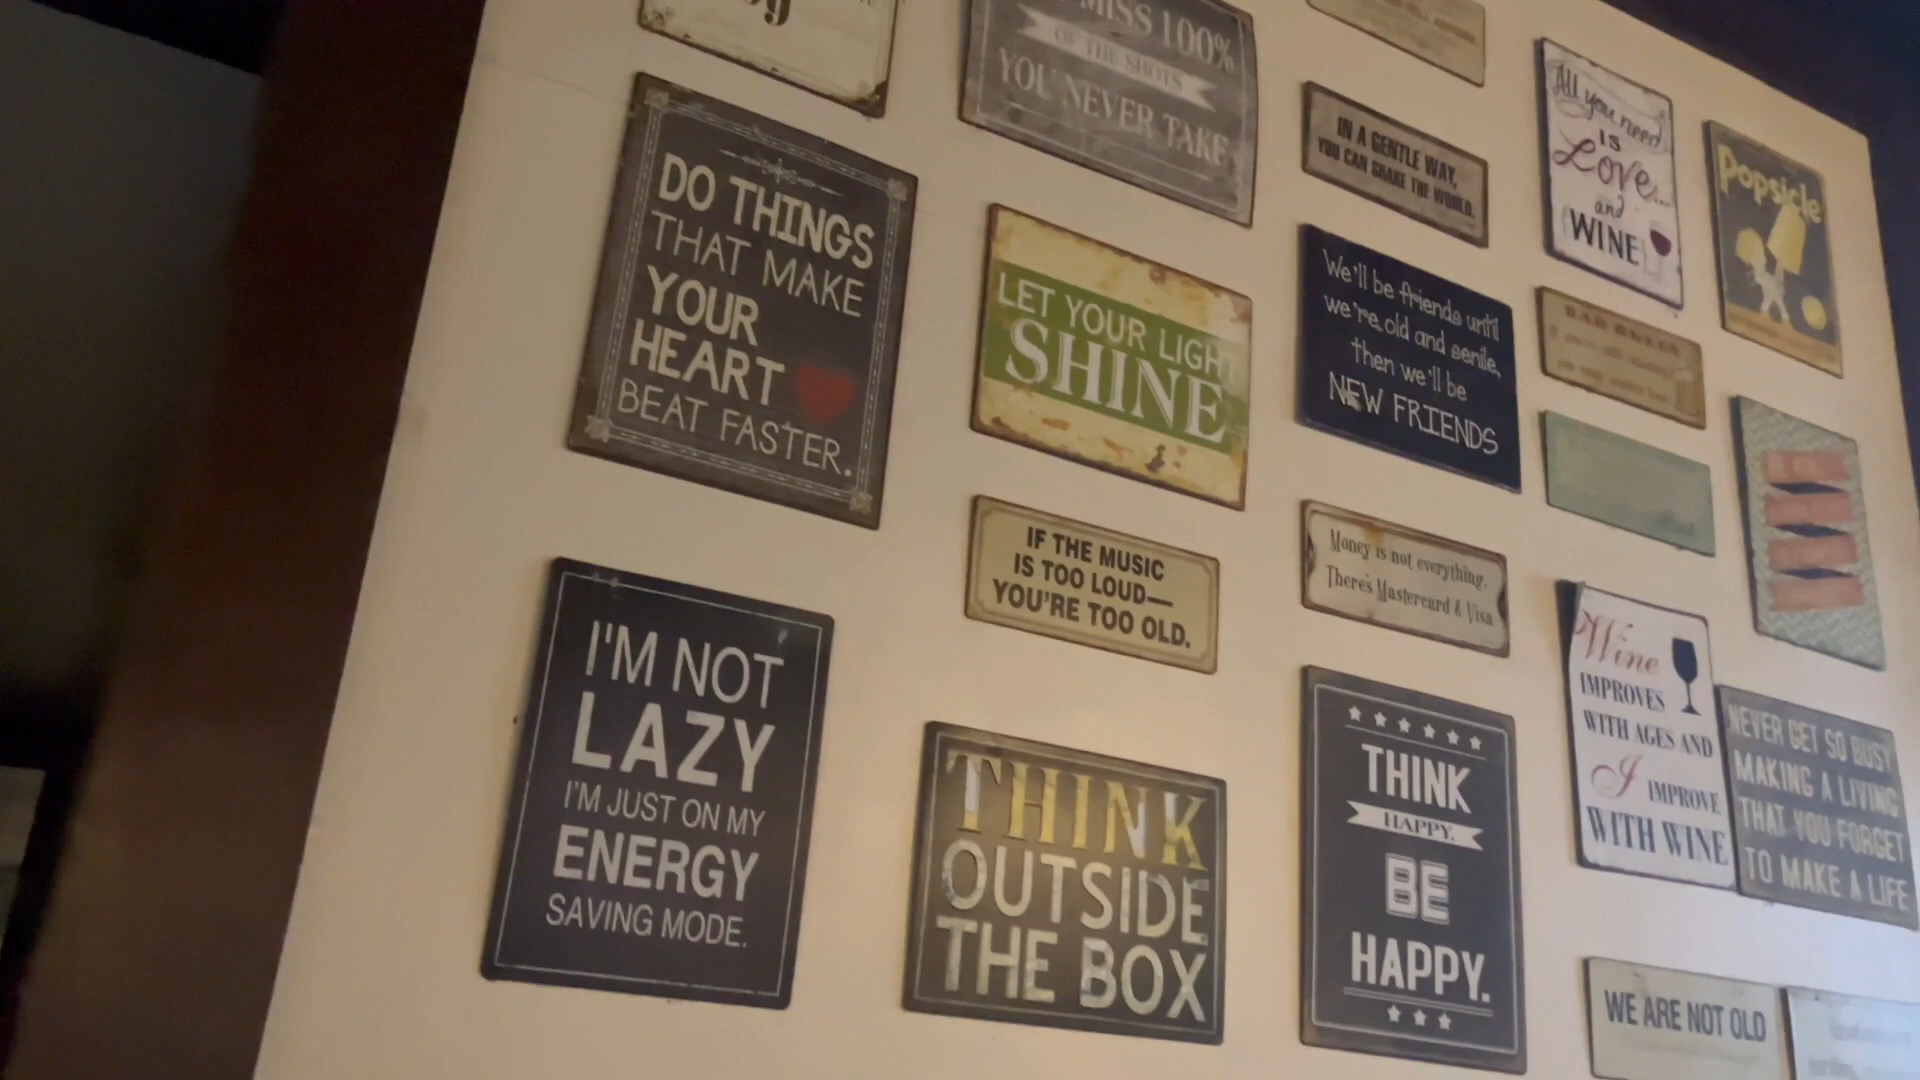 MISS 100%
OF THE SHOTS
YOU NEVER TAKE
DO THINGS
THAT MAKE
YOUR
HEART
BEAT FASTER.
LET YOUR LIGHT
SHINE
IN A GENTLE WAY,
YOU CAN SHAKE THE WORLD.
All you need
IS
Love...
and
WINE
Popsicle
We'll be friends until
we're old and senile,
then we'll be
NEW FRIENDS
IF THE MUSIC
IS TOO LOUD—
YOU'RE TOO OLD.
Money is not everything.
There's Mastercard & Visa
I'M NOT
LAZY
I'M JUST ON MY
ENERGY
SAVING MODE.
THINK
OUTSIDE
THE BOX
THINK
HAPPY.
BE
HAPPY.
Wine
IMPROVES
WITH AGES AND
I IMPROVE
WITH WINE
NEVER GET SO BUSY
MAKING A LIVING
THAT YOU FORGET
TO MAKE A LIFE
WE ARE NOT OLD